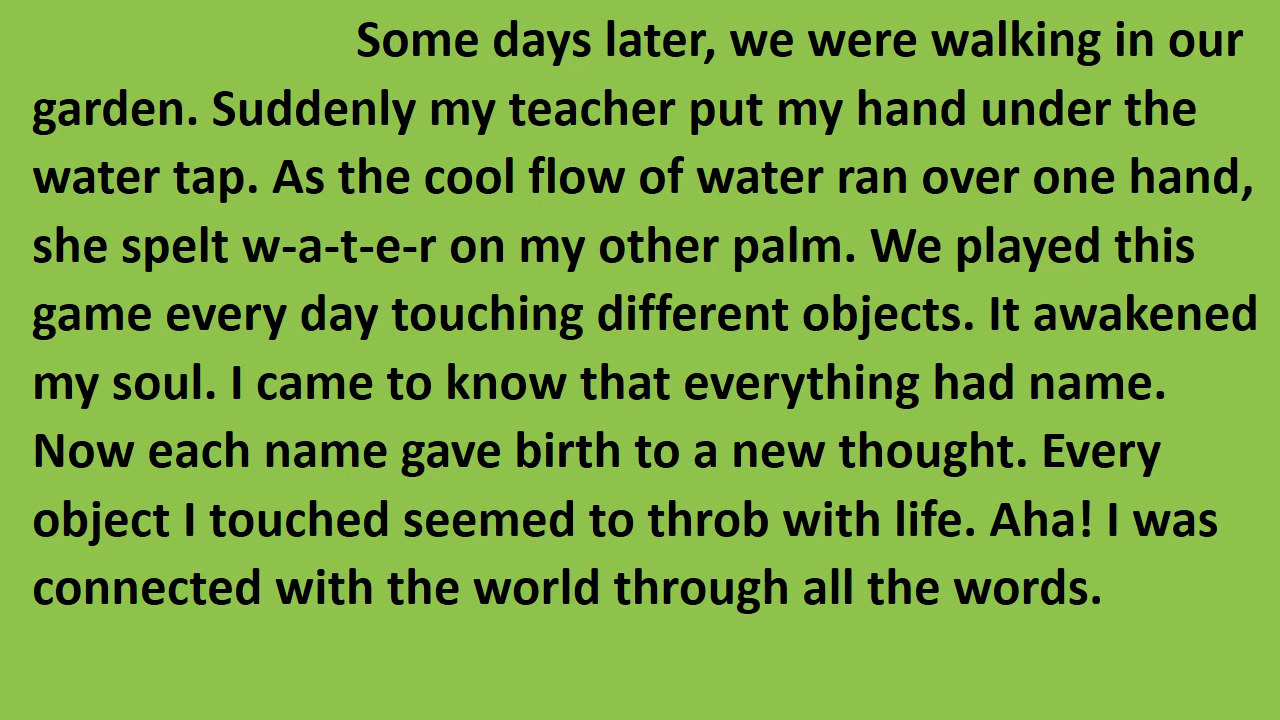 Some days later, we were walking in our
garden. Suddenly my teacher put my hand under the
water tap. As the cool flow of water ran over one hand,
she spelt w-a-t-e-r on my other palm. We played this
game every day touching different objects. It awakened
my soul. I came to know that everything had name.
Now each name gave birth to a new thought. Every
object I touched seemed to throb with life. Aha! I was
connected with the world through all the words.